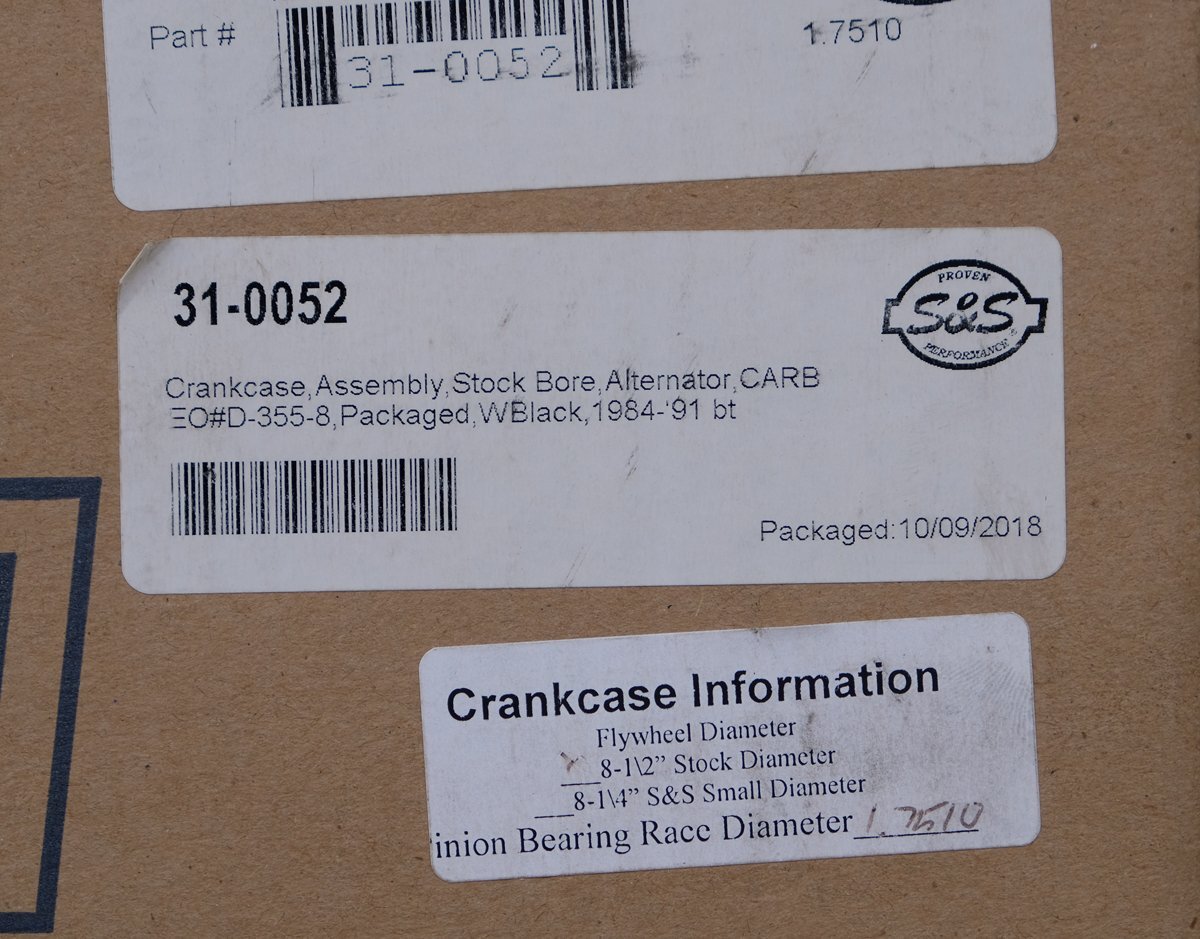 Part #
1.7510
31-0052
31-0052
PROVEN
S&S
PERFORMANCE
®
Crankcase,Assembly,Stock Bore,Alternator,CARB
EO#D-355-8,Packaged,WBlack,1984-'91 bt
Packaged:10/09/2018
Crankcase Information
Flywheel Diameter
___8-1\2” Stock Diameter
___8-1\4” S&S Small Diameter
inion Bearing Race Diameter 1.7510